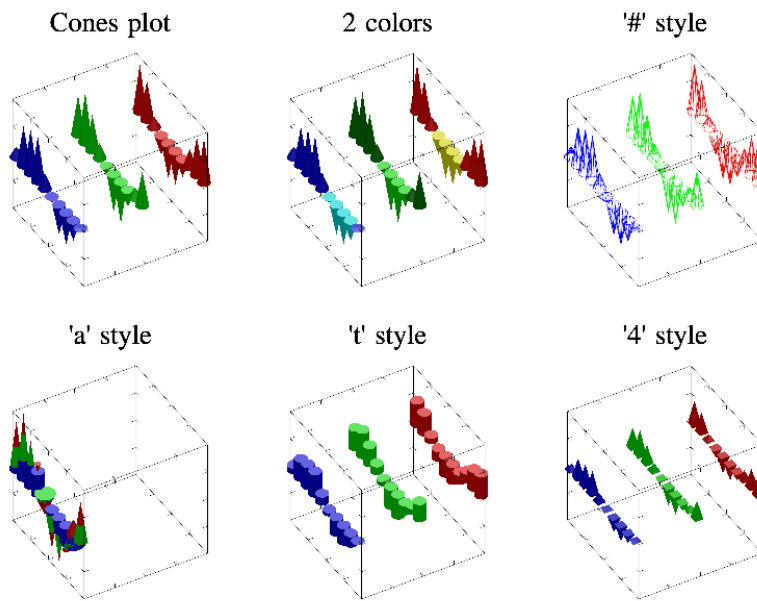 Cones plot
2 colors
'#' style
'a' style
't' style
'4' style